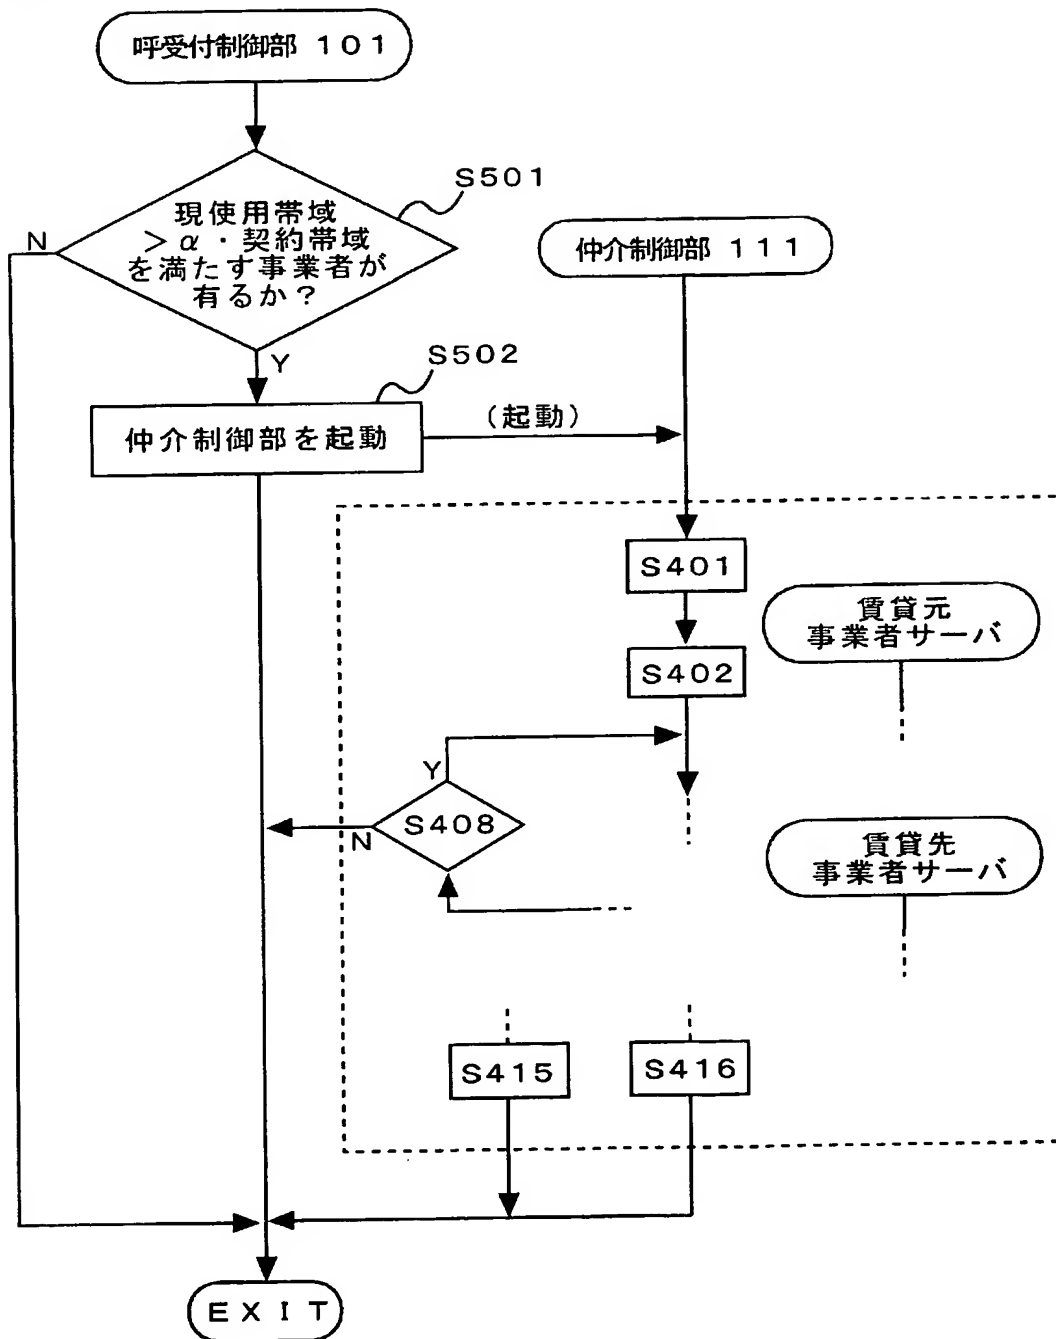 呼受付制御部 101
S501
現使用帯域
>α・契約帯域
を満たす事業者が
有るか?
N
Y
仲介制御部 111
S502
仲介制御部を起動
(起動)
S401
賃貸元
事業者サーバ
S402
Y
S408
N
賃貸先
事業者サーバ
S415
S416
EXIT